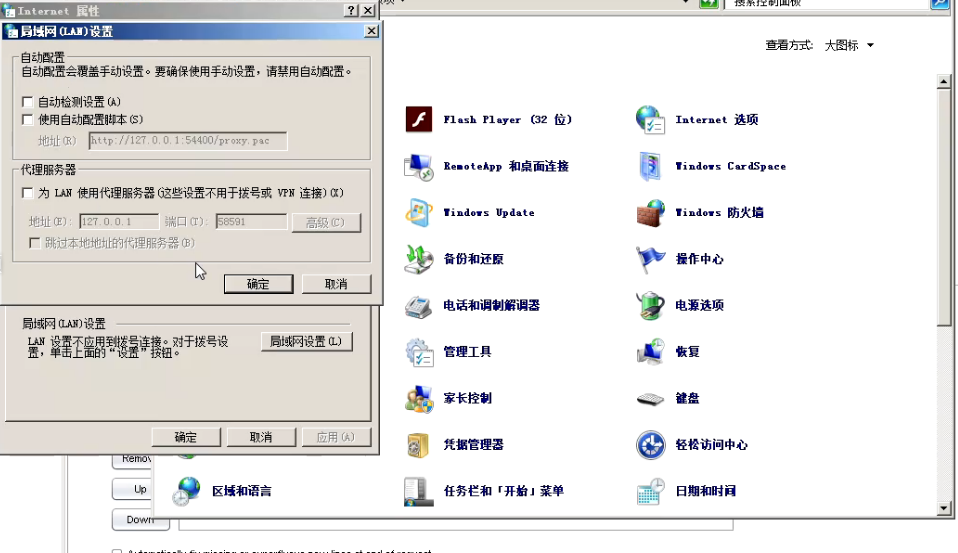 Internet 属性
局域网(LAN)设置
自动配置
自动配置会覆盖手动设置。要确保使用手动设置，请禁用自动配置。
自动检测设置(A)
使用自动配置脚本(S)
地址(R) http://127.0.0.1:54400/proxy.pac
代理服务器
为 LAN 使用代理服务器(这些设置不用于拨号或 VPN 连接)(X)
地址(E): 127.0.0.1 端口(T): 58591 高级(C)
跳过本地地址的代理服务器(B)
确定 取消
局域网(LAN)设置
LAN 设置不应用到拨号连接。对于拨号设
置，单击上面的“设置”按钮。
局域网设置(L)
确定 取消 应用(A)
搜索控制面板
查看方式: 大图标
Flash Player (32 位) Internet 选项
RemoteApp 和桌面连接 Windows CardSpace
Windows Update Windows 防火墙
备份和还原 操作中心
电话和调制解调器 电源选项
管理工具 恢复
家长控制 键盘
凭据管理器 轻松访问中心
区域和语言 任务栏和「开始」菜单 日期和时间
Up
Down
Automatically fix missing or superfluous new lines at end of request